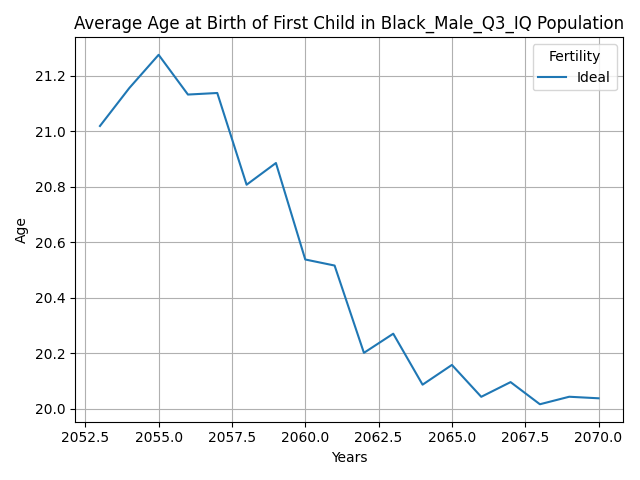 Average Age at Birth of First Child in Black_Male_Q3_IQ Population
Fertility
Ideal
21.2
21.0
20.8
20.6
20.4
20.2
20.0
Age
2052.5 2055.0 2057.5 2060.0 2062.5 2065.0 2067.5 2070.0
Years